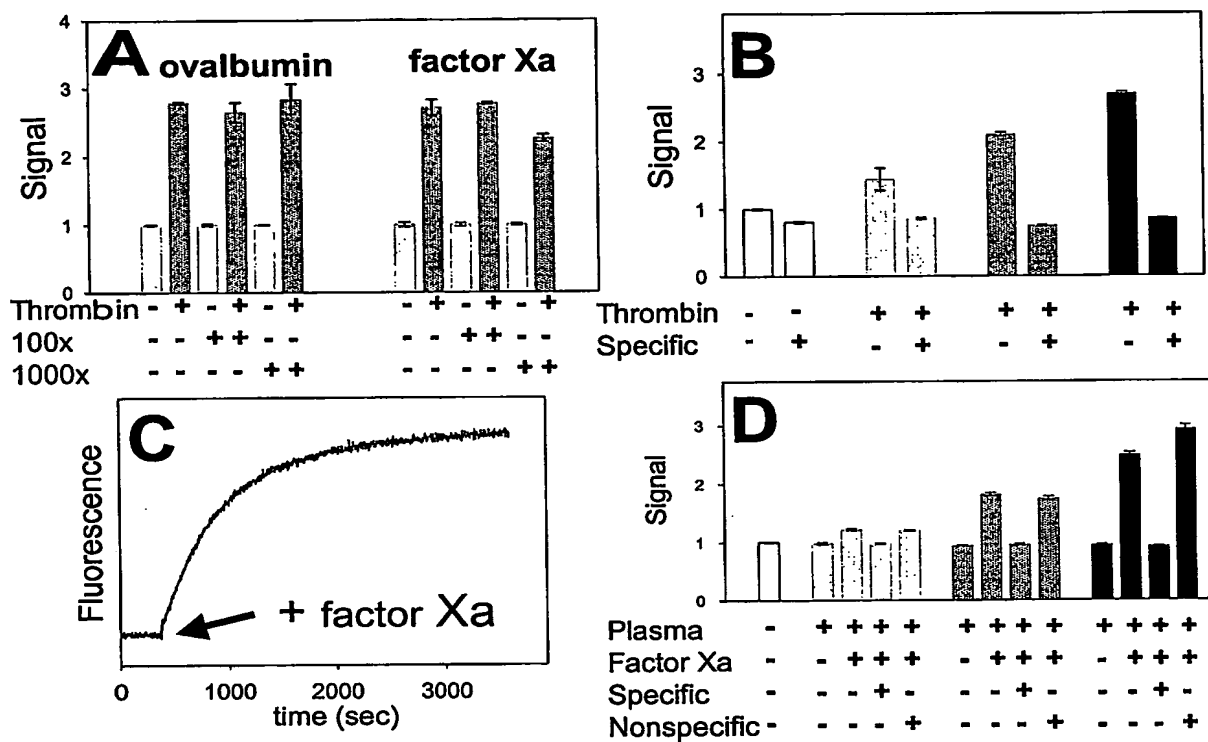 A ovalbumin factor Xa
Signal
4
3
2
1
0
Thrombin - + - + - + - + - + - +
100x - - + + - - - - + + - -
1000x - - - - + + - - - - + +
B
Signal
3
2
1
0
Thrombin - - + + + + + +
Specific - + - + - + - +
C
Fluorescence
+ factor Xa
0 1000 2000 3000
time (sec)
D
Signal
3
2
1
0
Plasma - + + + + + + + + + + + +
Factor Xa - - + + + - + + + - + + +
Specific - - - + - - - + - - - + -
Nonspecific - - - - + - - - + - - - +